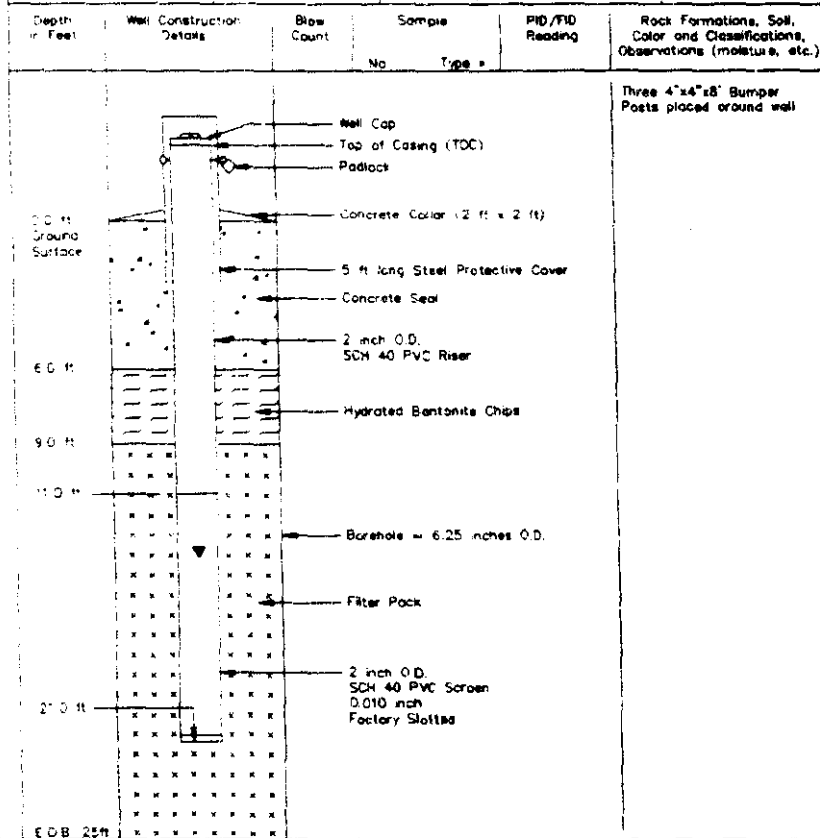 Depth in Feet
Well Construction Details
Blow Count
Sample
No. Type *
PID/FID Reading
Rock Formations, Soil, Color and Classifications, Observations (moisture, etc.)
Three 4"x4"x8' Bumper
Posts placed around well
Well Cap
Top of Casing (TOC)
Padlock
0.0 ft
Ground
Surface
Concrete Collar (2 ft x 2 ft)
5 ft long Steel Protective Cover
Concrete Seal
2 inch O.D.
SCH 40 PVC Riser
6.0 ft
Hydrated Bentonite Chips
9.0 ft
11.0 ft
Borehole = 6.25 inches O.D.
Filter Pack
2 inch O.D.
SCH 40 PVC Screen
0.010 inch
Factory Slotted
21.0 ft
E.O.B. 25ft